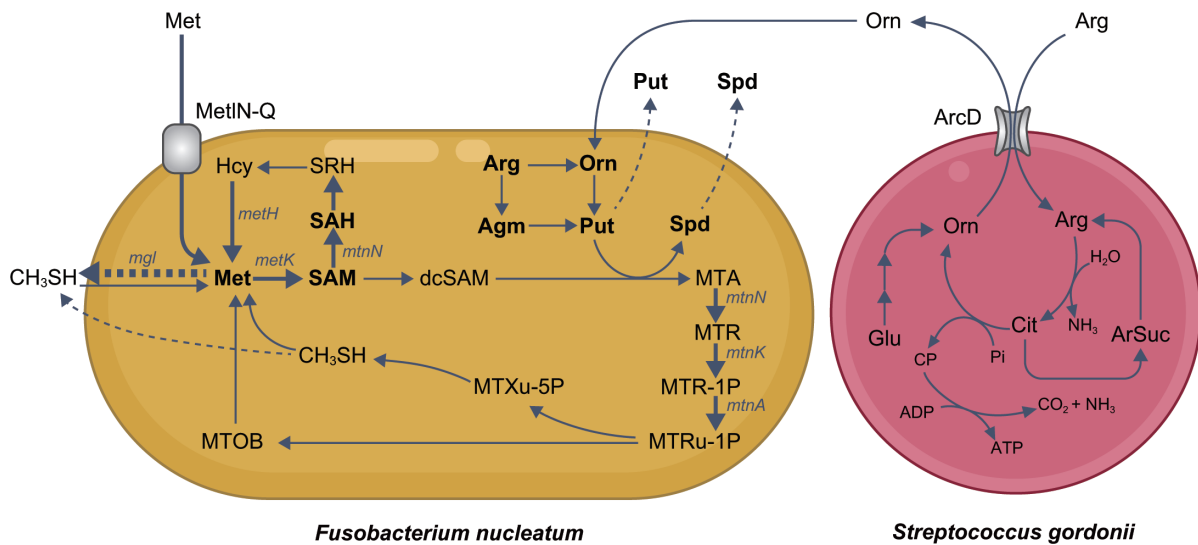 Met
Orn
Arg
Put
Spd
MetIN-Q
ArcD
Hcy
SRH
Arg
Orn
metH
SAH
Agm
Put
Spd
Orn
Arg
mgl
mtnN
H₂O
CH₃SH
Met
metK
SAM
dcSAM
MTA
mtnN
MTR
Glu
Cit
NH₃
ArSuc
mtnK
CH₃SH
CP
Pi
MTXu-5P
MTR-1P
mtnA
ADP
CO₂ + NH₃
MTOB
MTRu-1P
ATP
Fusobacterium nucleatum
Streptococcus gordonii